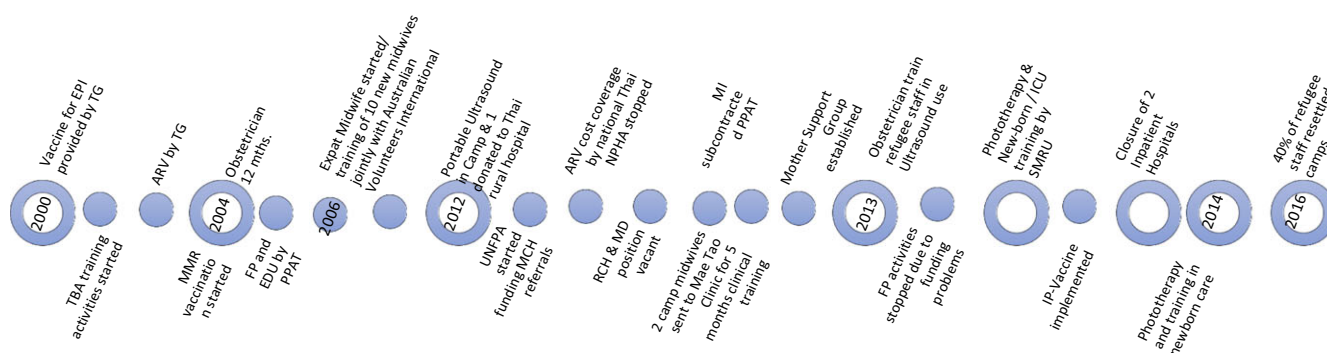 2000
Vaccine for EPI
provided by TG
TBA training
activities started
ARV by TG
MMR
vaccinatio
n started
2004
Obstetrician
12 mths.
FP and
EDU by
PPAT
2006
Expat Midwife started/
training of 10 new midwives
jointly with Australian
Volunteers International
2012
Portable Ultrasound
in Camp & 1
donated to Thai
rural hospital
UNFPA
started
funding MCH
referrals
ARV cost coverage
by national Thai
NPHA stopped
RCH & MD
position
vacant
MI
subcontracte
d PPAT
2 camp midwives
sent to Mae Tao
Clinic for 5
months clinical
training
Mother Support
Group
established
2013
Obstetrician train
refugee staff in
Ultrasound use
FP activities
stopped due to
funding
problems
Phototherapy &
New-born / ICU
training by
SMRU
IP-Vaccine
implemented
Closure of 2
Inpatient
Hospitals
2014
Phototherapy
and training in
newborn care
2016
40% of refugee
staff resettled
camps